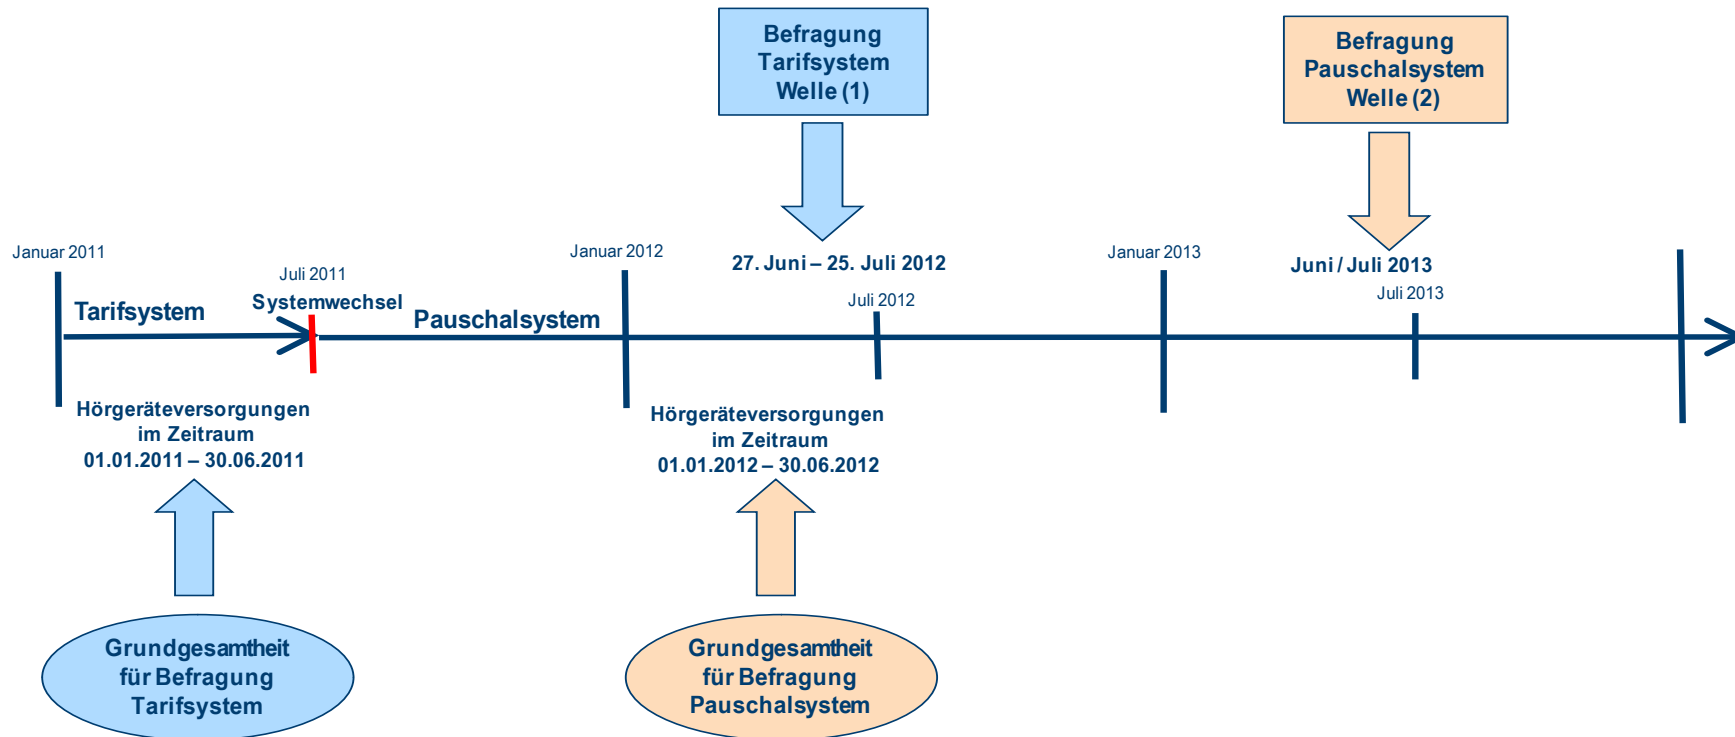 Befragung
Tarifsystem
Welle (1)
Befragung
Pauschalsystem
Welle (2)
Januar 2011
Juli 2011
Systemwechsel
Januar 2012
27. Juni – 25. Juli 2012
Juli 2012
Januar 2013
Juni / Juli 2013
Juli 2013
Tarifsystem
Pauschalsystem
Hörgeräteversorgungen
im Zeitraum
01.01.2011 – 30.06.2011
Hörgeräteversorgungen
im Zeitraum
01.01.2012 – 30.06.2012
Grundgesamtheit
für Befragung
Tarifsystem
Grundgesamtheit
für Befragung
Pauschalsystem